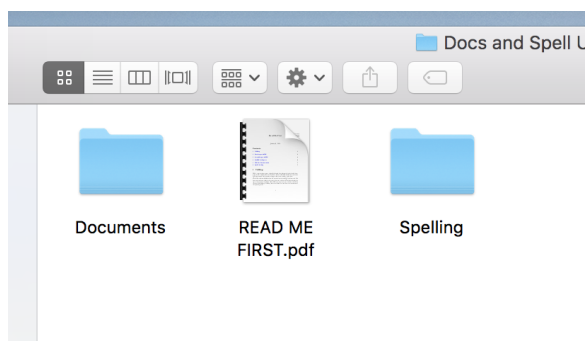 Docs and Spell U
Documents
READ ME
FIRST.pdf
Spelling